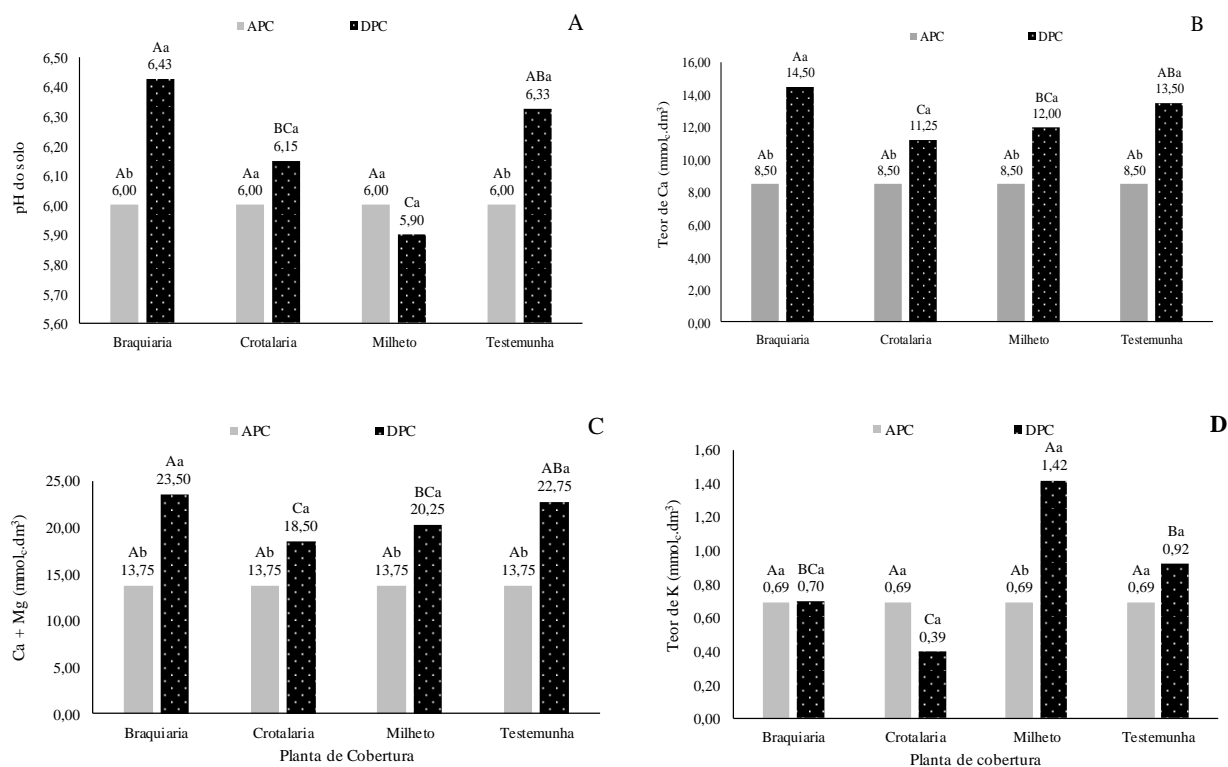 APC DPC A
6,50
6,40
6,30
6,20
6,10
6,00
5,90
5,80
5,70
5,60
pH do solo
Ab
6,00
Aa
6,43
Aa
6,00
BCa
6,15
Aa
6,00
Ca
5,90
Ab
6,00
ABa
6,33
Braquiaria Crotalaria Milheto Testemunha
APC DPC B
16,00
14,00
12,00
10,00
8,00
6,00
4,00
2,00
0,00
Teor de Ca (mmolc.dm³)
Ab
8,50
Aa
14,50
Ab
8,50
Ca
11,25
Ab
8,50
BCa
12,00
Ab
8,50
ABa
13,50
Braquiaria Crotalaria Milheto Testemunha
APC DPC C
25,00
20,00
15,00
10,00
5,00
0,00
Ca + Mg (mmolc.dm³)
Ab
13,75
Aa
23,50
Ab
13,75
Ca
18,50
Ab
13,75
BCa
20,25
Ab
13,75
ABa
22,75
Braquiaria Crotalaria Milheto Testemunha
Planta de Cobertura
APC DPC D
1,60
1,40
1,20
1,00
0,80
0,60
0,40
0,20
0,00
Teor de K (mmolc.dm³)
Aa
0,69
BCa
0,70
Aa
0,69
Ca
0,39
Ab
0,69
Aa
1,42
Aa
0,69
Ba
0,92
Braquiaria Crotalaria Milheto Testemunha
Planta de cobertura